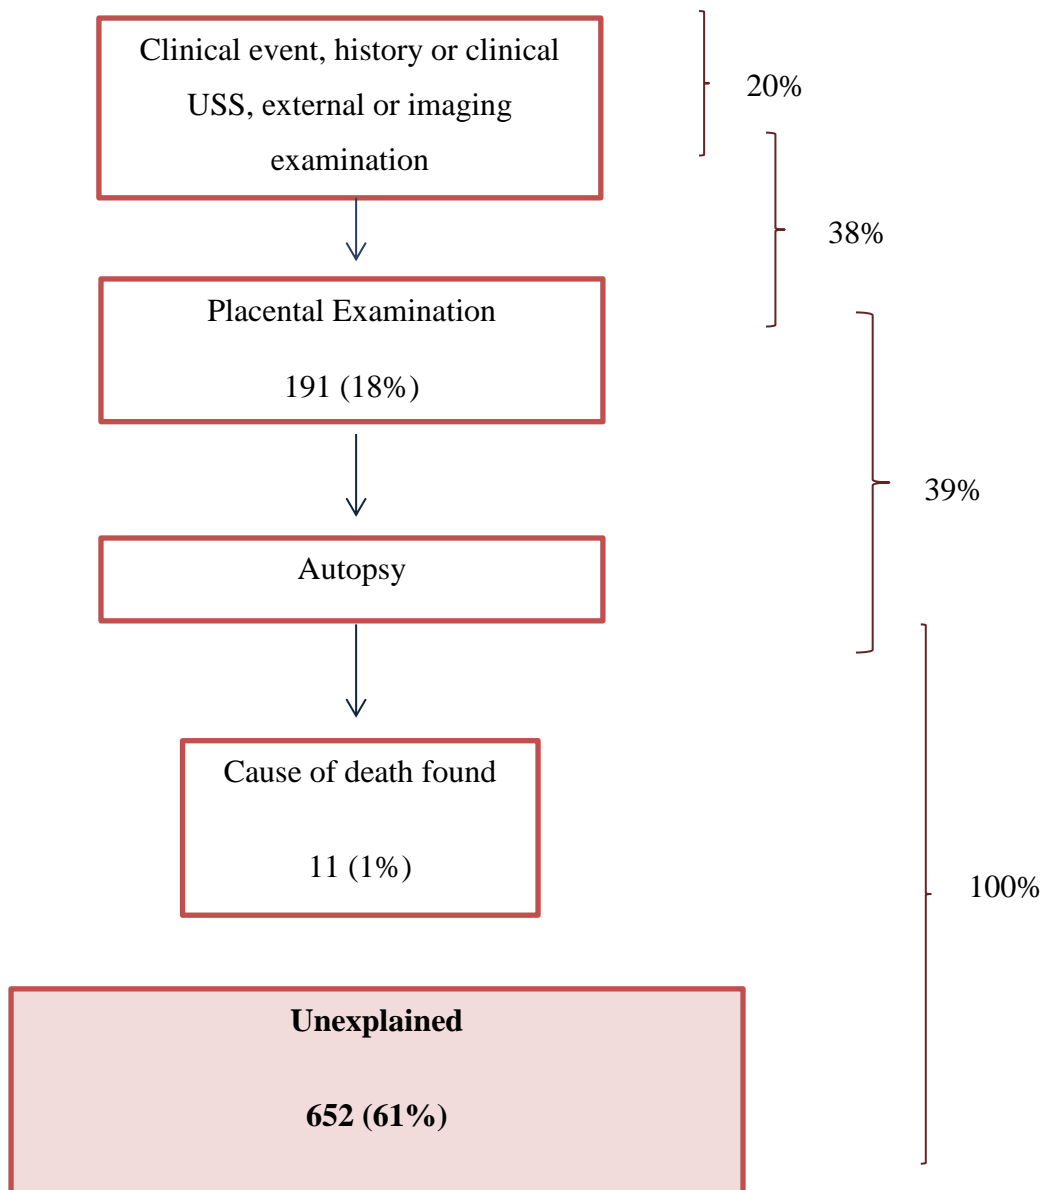 Clinical event, history or clinical
USS, external or imaging
examination
20%
38%
Placental Examination
191 (18%)
39%
Autopsy
Cause of death found
11 (1%)
100%
Unexplained
652 (61%)